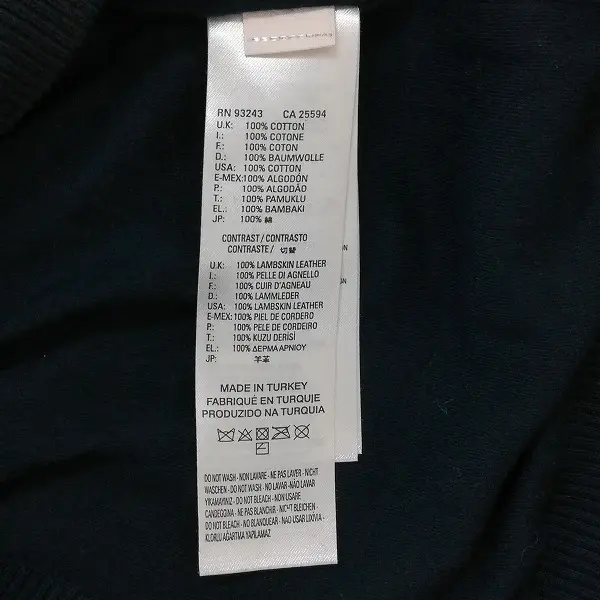 RN 93243 CA 25594
U.K: 100% COTTON
I.: 100% COTONE
F.: 100% COTON
D.: 100% BAUMWOLLE
USA: 100% COTTON
E-MEX:100% ALGODÓN
P.: 100% ALGODÃO
T.: 100% PAMUKLU
EL.: 100% BAMBAKI
JP: 100% 綿
CONTRAST / CONTRASTO
CONTRASTE / 切替
U.K: 100% LAMBSKIN LEATHER
I.: 100% PELLE DI AGNELLO
F.: 100% CUIR D'AGNEAU
D.: 100% LAMMLEDER
USA: 100% LAMBSKIN LEATHER
E-MEX:100% PIEL DE CORDERO
P.: 100% PELE DE CORDEIRO
T.: 100% KUZU DERİSİ
EL.: 100% ΔΕΡΜΑ ΑΡΝΙΟΥ
JP: 羊革
MADE IN TURKEY
FABRIQUÉ EN TURQUJE
PRODUZIDO NA TURQUIA
DO NOT WASH - NON LAVARE - NE PAS LAVER - NICHT
WASCHEN - DO NOT WASH - NO LAVAR -NÃO LAVAR
YIKAMAYINIZ - DO NOT BLEACH - NON USARE
CANDEGGINA - NE PAS BLANCHIR - NICHT BLEICHEN -
DO NOT BLEACH - NO BLANQUEAR - NÃO USAR LIXIVIA -
KLORLU AĞARTMA YAPILAMAZ